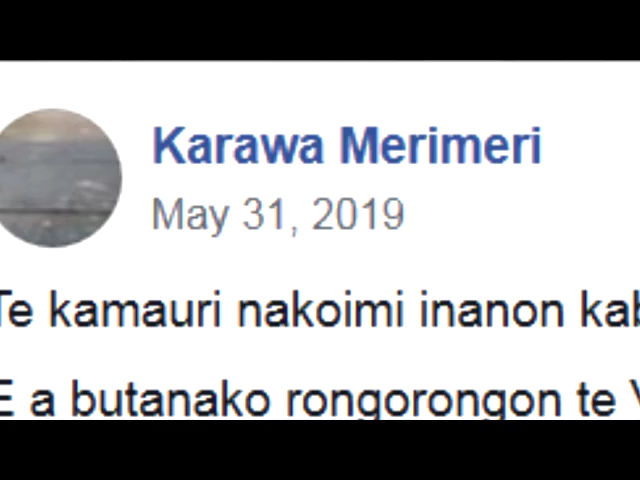 Karawa Merimeri
May 31, 2019
Te kamauri nakoimi inanon
E a butanako rongorongon te